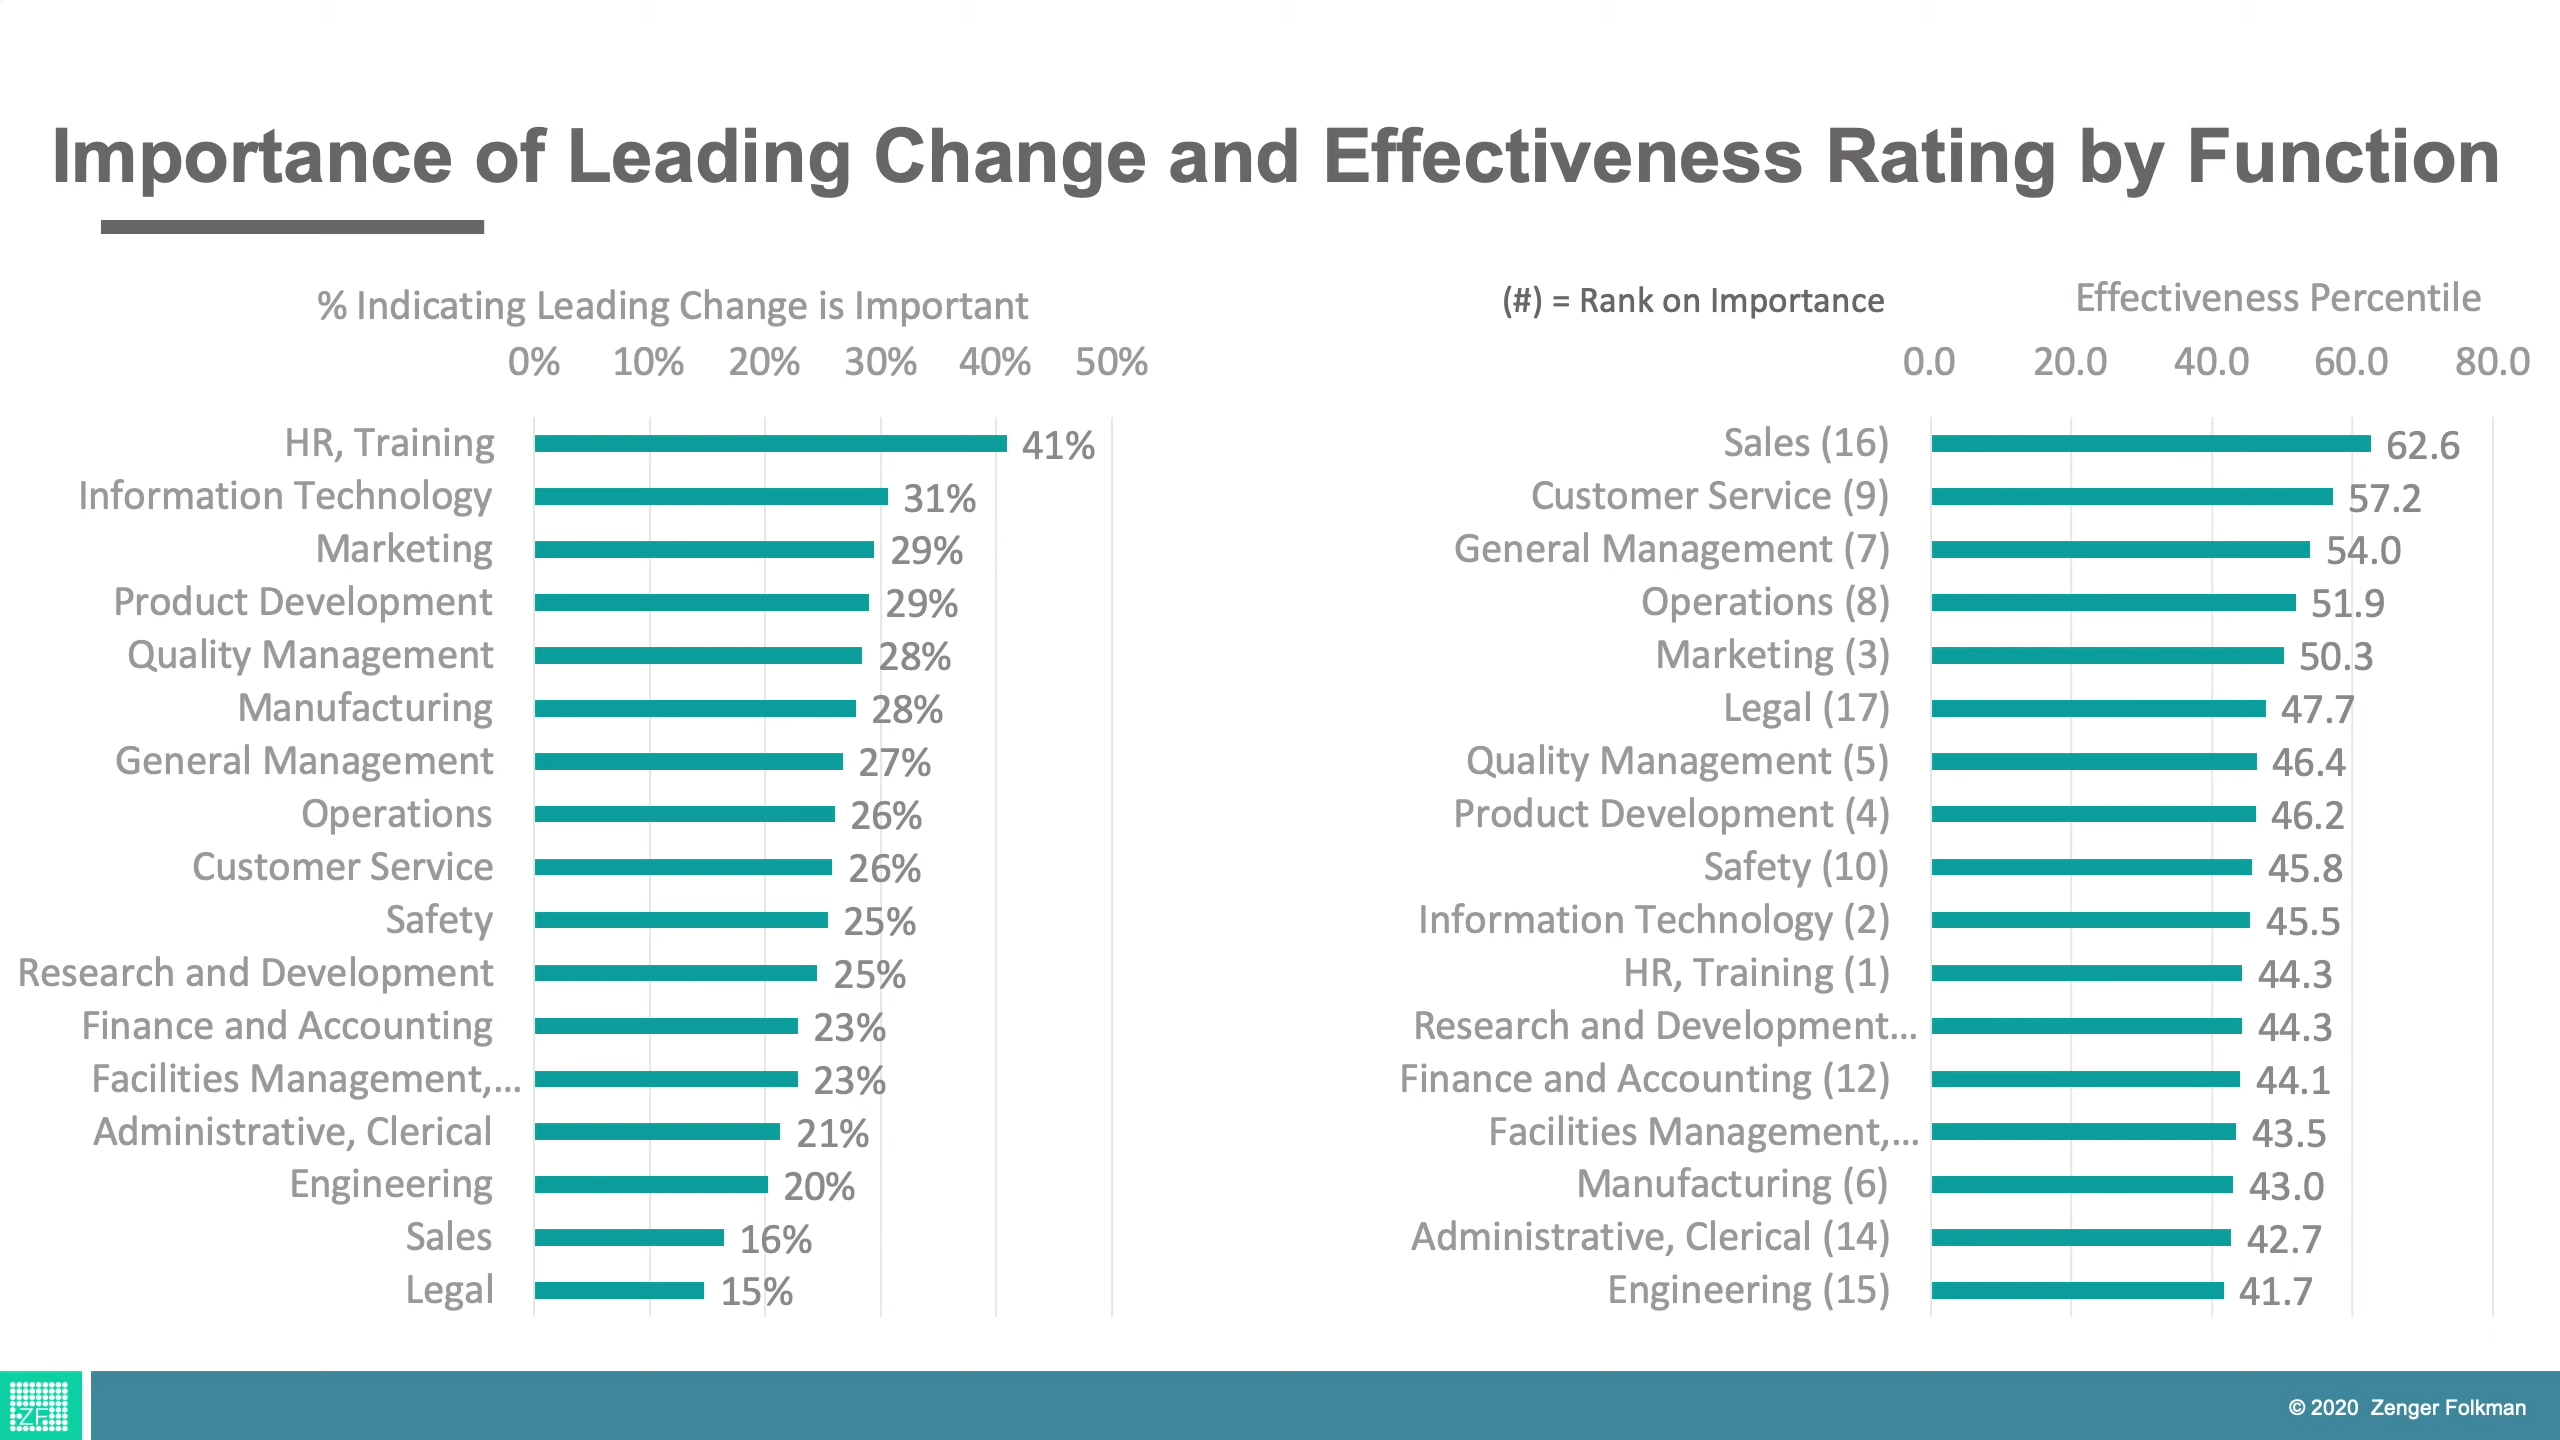 Importance of Leading Change and Effectiveness Rating by Function
% Indicating Leading Change is Important
0% 10% 20% 30% 40% 50%
HR, Training 41%
Information Technology 31%
Marketing 29%
Product Development 29%
Quality Management 28%
Manufacturing 28%
General Management 27%
Operations 26%
Customer Service 26%
Safety 25%
Research and Development 25%
Finance and Accounting 23%
Facilities Management,... 23%
Administrative, Clerical 21%
Engineering 20%
Sales 16%
Legal 15%
(#) = Rank on Importance
Effectiveness Percentile
0.0 20.0 40.0 60.0 80.0
Sales (16) 62.6
Customer Service (9) 57.2
General Management (7) 54.0
Operations (8) 51.9
Marketing (3) 50.3
Legal (17) 47.7
Quality Management (5) 46.4
Product Development (4) 46.2
Safety (10) 45.8
Information Technology (2) 45.5
HR, Training (1) 44.3
Research and Development... 44.3
Finance and Accounting (12) 44.1
Facilities Management,... 43.5
Manufacturing (6) 43.0
Administrative, Clerical (14) 42.7
Engineering (15) 41.7
ZF
© 2020 Zenger Folkman